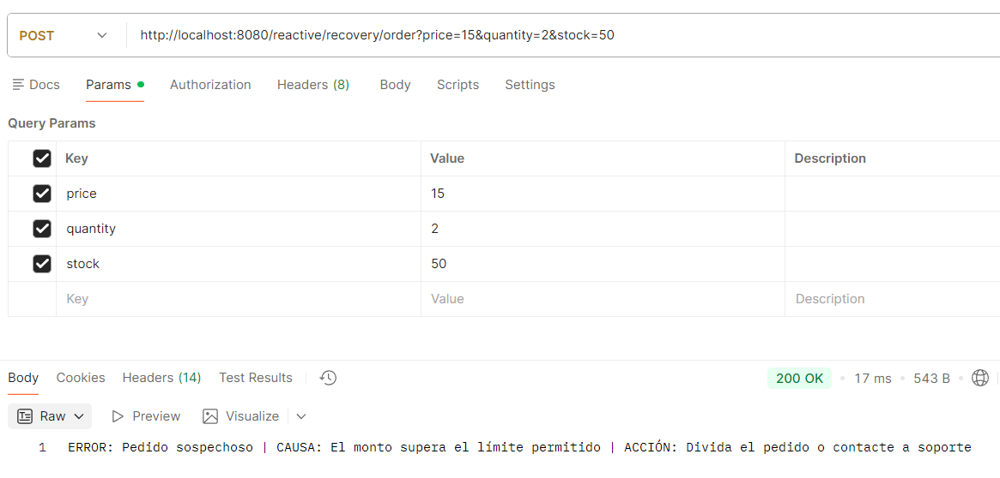 POST http://localhost:8080/reactive/recovery/order?price=15&quantity=2&stock=50
Docs Params Authorization Headers (8) Body Scripts Settings
Query Params
Key Value Description
price 15
quantity 2
stock 50
Key Value Description
Body Cookies Headers (14) Test Results 200 OK 17 ms 543 B
Raw Preview Visualize
1 ERROR: Pedido sospechoso | CAUSA: El monto supera el límite permitido | ACCIÓN: Divida el pedido o contacte a soporte